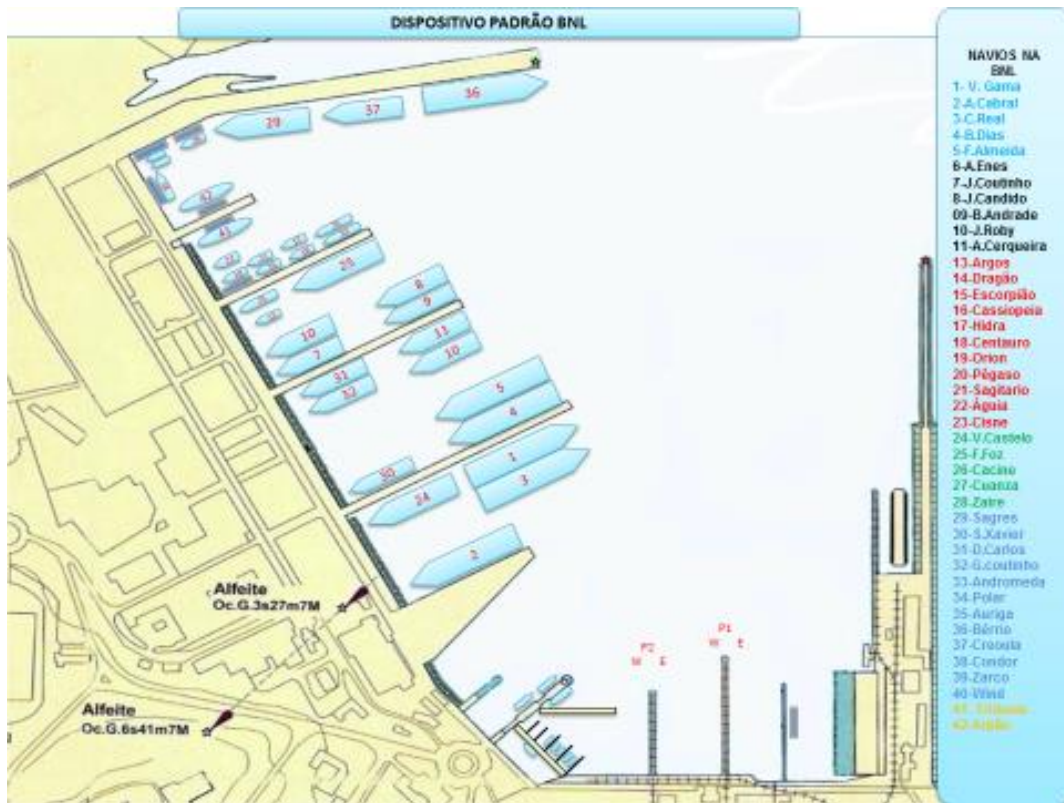 DISPOSITIVO PADRÃO BNL
NAVIOS NA
BNL
1- V. Gama
2-A.Cabral
3-C.Real
4-B.Dias
5-F.Almeida
6-A.Enes
7-J.Coutinho
8-J.Candido
09-B.Andrade
10-J.Roby
11-A.Cerqueira
13-Argos
14-Dragão
15-Escorpião
16-Cassiopeia
17-Hidra
18-Centauro
19-Orion
20-Pégaso
21-Sagitario
22-Águia
23-Cisne
24-V.Castelo
25-F.Foz
26-Cacine
27-Cuanza
28-Zaire
29-Sagres
30-S.Xavier
31-D.Carlos
32-G.coutinho
33-Andromeda
34-Polar
35-Auriga
36-Bérrio
37-Creoula
38-Condor
39-Zarco
40-Wind
36
37
29
42
41
25
8
9
11
10
10
7
31
32
5
4
1
3
30
24
2
Alfeite
Oc.G.3s27m7M
Alfeite
Oc.G.6s41m7M
P2
W E
P1
W E